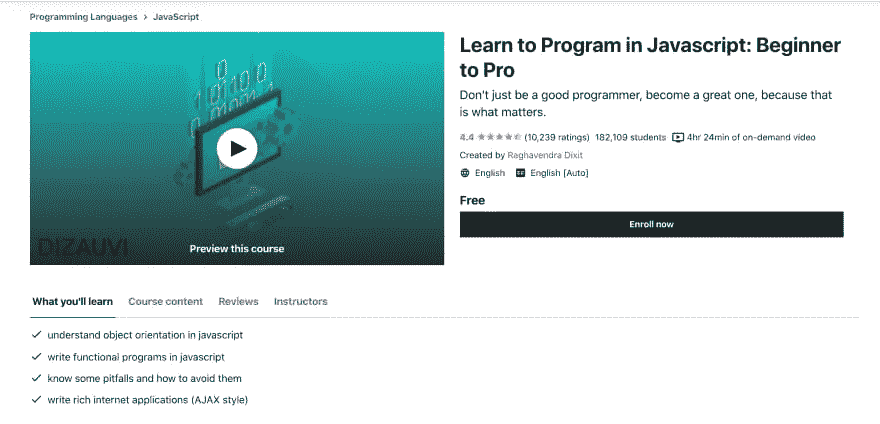 Programming Languages › JavaScript
Learn to Program in Javascript: Beginner
to Pro
Don't just be a good programmer, become a great one, because that
is what matters.
4.4 (10,239 ratings) 182,109 students 4hr 24min of on-demand video
Created by Raghavendra Dixit
English English [Auto]
Free
Enroll now
DIZAUVI
Preview this course
What you'll learn Course content Reviews Instructors
understand object orientation in javascript
write functional programs in javascript
know some pitfalls and how to avoid them
write rich internet applications (AJAX style)